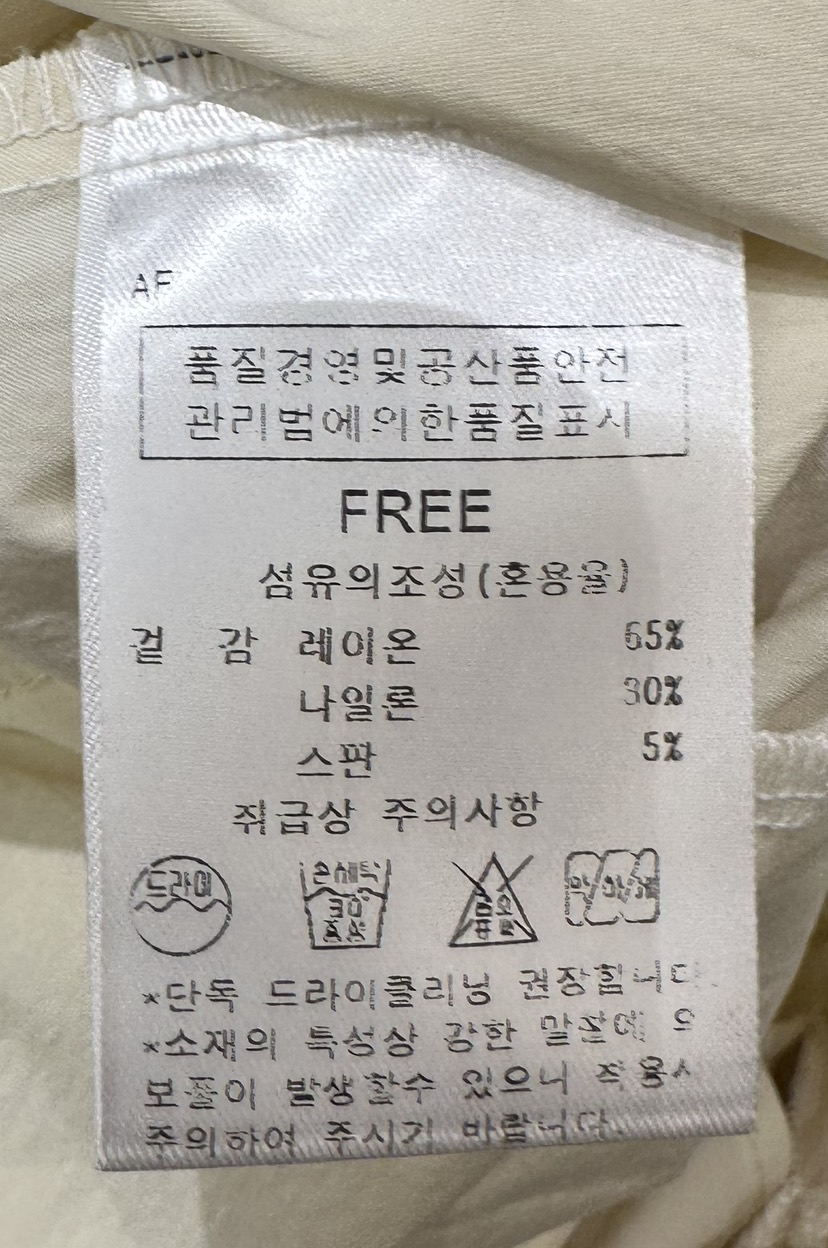 AF
품질경영및공산품안전
관리법에의한품질표시
FREE
섬유의조성(혼용율)
겉 감 레이온 65%
나일론 30%
스판 5%
취급상 주의사항
드라이 손세탁
*단독 드라이클리닝 권장합니다
*소재의 특성상 강한 마찰에 의
보풀이 발생할수 있으니 착용시
주의하여 주시기 바랍니다.